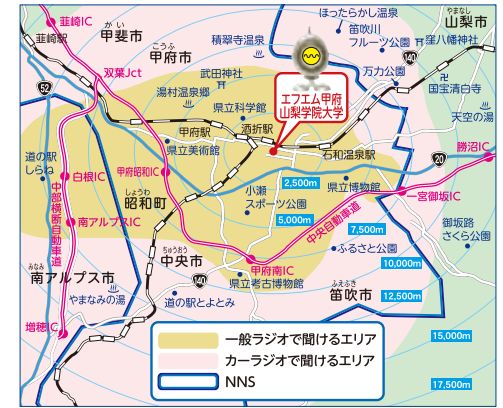 ほったらかし温泉
やまなし
山梨市
韮崎IC
かい
甲斐市
笛吹川
フルーツ公園
窪八幡神社
韮崎駅
こうふ
甲府市
積翠寺温泉
140
双葉Jct
武田神社
万力公園
国宝清白寺
52
湯村温泉郷
県立科学館
エフエム甲府
山梨学院大学
天空の湯
甲府駅
酒折駅
道の駅
しらね
県立美術館
石和温泉駅
20
勝沼IC
白根IC
甲府昭和IC
2,500m
県立博物館
しょうわ
昭和町
小瀬
スポーツ公園
一宮御坂IC
中部横断自動車道
南アルプスIC
5,000m
中央自動車道
7,500m
御坂路
さくら公園
ちゅうおう
中央市
ふるさと公園
みなみ
南アルプス市
甲府南IC
10,000m
140
県立考古博物館
ふえふき
笛吹市
やまなみの湯
道の駅とよとみ
12,500m
増穂IC
15,000m
一般ラジオで聞けるエリア
カーラジオで聞けるエリア
NNS
17,500m